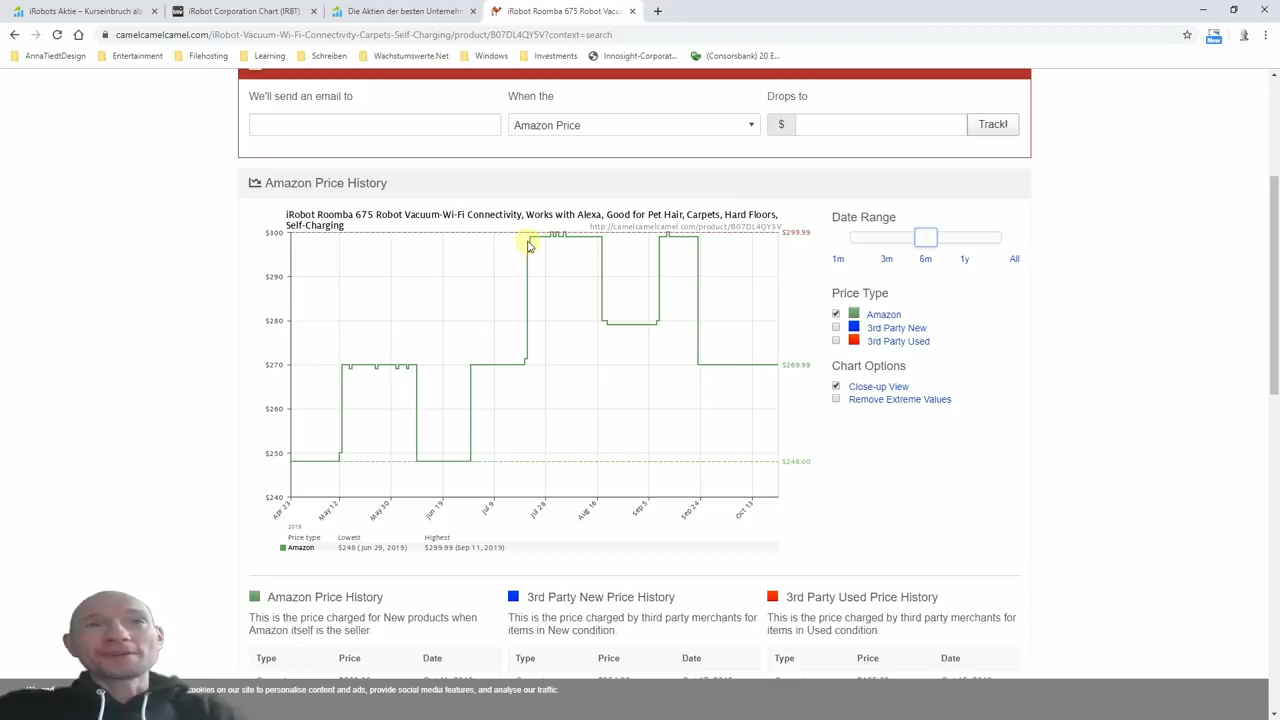 iRobots Aktie – Kurseinbruch als
iRobot Corporation Chart (IRBT)
Die Aktien der besten Unternehm
iRobot Roomba 675 Robot Vacu
camelcamelcamel.com/iRobot-Vacuum-Wi-Fi-Connectivity-Carpets-Self-Charging/product/B07DL4QY5V?context=search
New
AnnaTiedtDesign
Entertainment
Filehosting
Learning
Schreiben
Wachstumswerte.Net
Windows
Investments
Innosight-Corporat...
(Consorsbank) 20 E...
We'll send an email to
When the
Drops to
Amazon Price
$
Track!
Amazon Price History
iRobot Roomba 675 Robot Vacuum-Wi-Fi Connectivity, Works with Alexa, Good for Pet Hair, Carpets, Hard Floors,
Self-Charging
http://camelcamelcamel.com/product/B07DL4QY5V
$300
$290
$280
$270
$260
$250
$240
$299.99
$269.99
$248.00
Apr 23
May 12
May 30
Jun 19
Jul 9
Jul 28
Aug 16
Sep 5
Sep 24
Oct 13
2019
Price type
Lowest
Highest
Amazon
$248 (Jun 29, 2019)
$299.99 (Sep 11, 2019)
Date Range
1m
3m
6m
1y
All
Price Type
Amazon
3rd Party New
3rd Party Used
Chart Options
Close-up View
Remove Extreme Values
Amazon Price History
This is the price charged for New products when
Amazon itself is the seller.
Type
Price
Date
3rd Party New Price History
This is the price charged by third party merchants for
items in New condition.
Type
Price
Date
3rd Party Used Price History
This is the price charged by third party merchants for
items in Used condition.
Type
Price
Date
cookies on our site to personalise content and ads, provide social media features, and analyse our traffic.